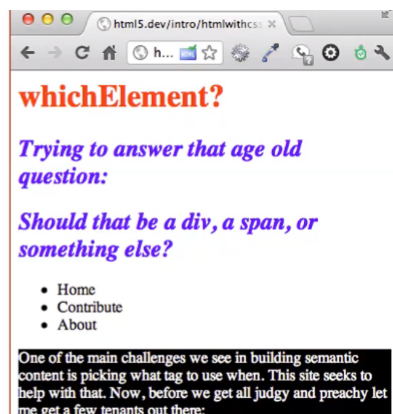 html5.dev/intro/htmlwithcs
h...
whichElement?
Trying to answer that age old
question:
Should that be a div, a span, or
something else?
Home
Contribute
About
One of the main challenges we see in building semantic
content is picking what tag to use when. This site seeks to
help with that. Now, before we get all judgy and preachy let
me get a few tenants out there: